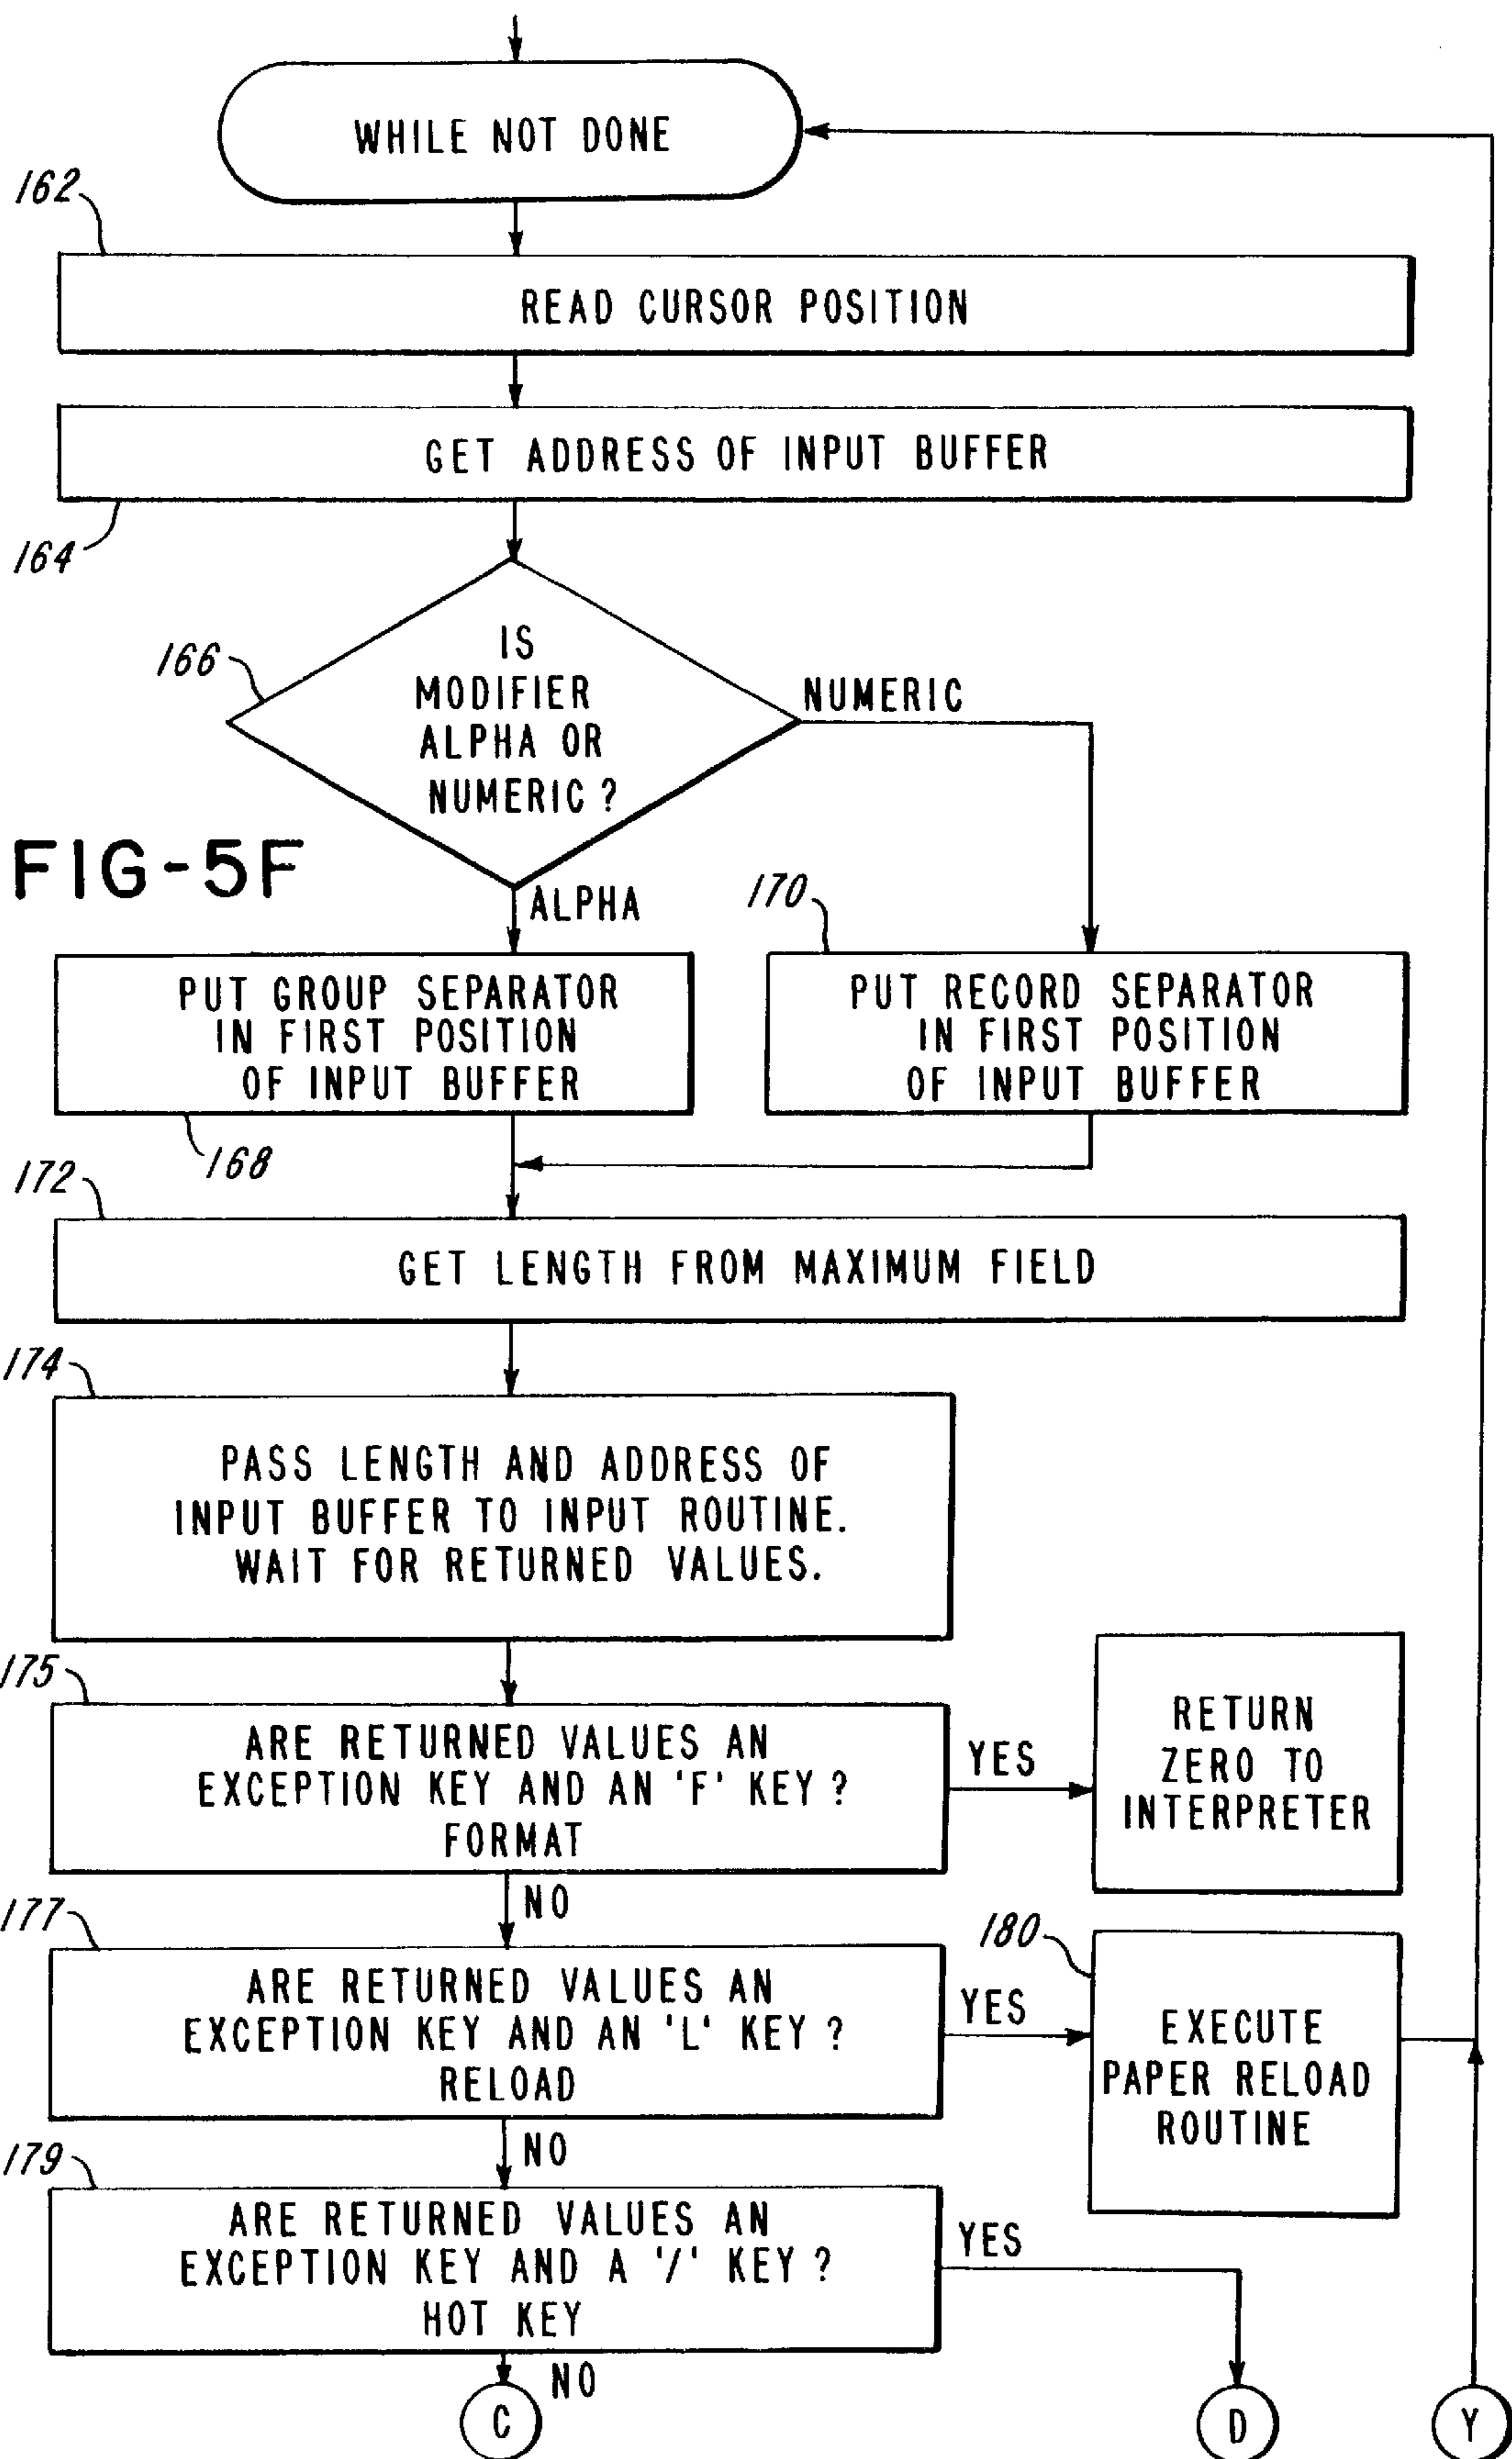 WHILE NOT DONE
162
READ CURSOR POSITION
GET ADDRESS OF INPUT BUFFER
164
166
IS
MODIFIER
ALPHA OR
NUMERIC ?
NUMERIC
FIG-5F
ALPHA
170
PUT GROUP SEPARATOR
IN FIRST POSITION
OF INPUT BUFFER
PUT RECORD SEPARATOR
IN FIRST POSITION
OF INPUT BUFFER
168
172
GET LENGTH FROM MAXIMUM FIELD
174
PASS LENGTH AND ADDRESS OF
INPUT BUFFER TO INPUT ROUTINE.
WAIT FOR RETURNED VALUES.
175
ARE RETURNED VALUES AN
EXCEPTION KEY AND AN 'F' KEY ?
FORMAT
YES
RETURN
ZERO TO
INTERPRETER
NO
177
ARE RETURNED VALUES AN
EXCEPTION KEY AND AN 'L' KEY ?
RELOAD
YES
180
EXECUTE
PAPER RELOAD
ROUTINE
NO
179
ARE RETURNED VALUES AN
EXCEPTION KEY AND A '/' KEY ?
HOT KEY
YES
NO
C
D
Y